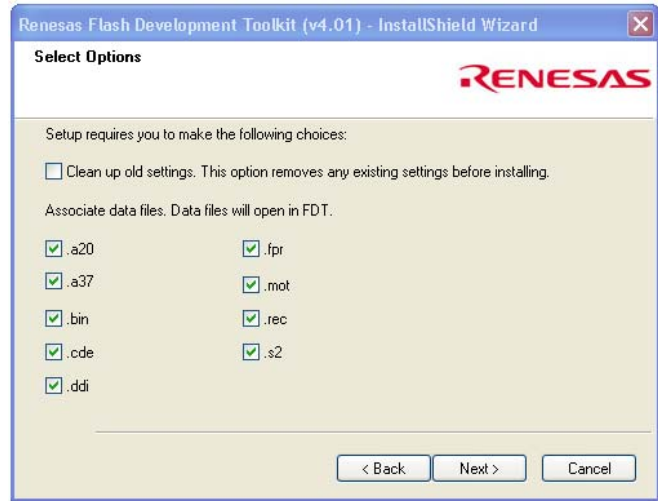 Renesas Flash Development Toolkit (v4.01) - InstallShield Wizard
Select Options
RENESAS
Setup requires you to make the following choices:
Clean up old settings. This option removes any existing settings before installing.
Associate data files. Data files will open in FDT.
.a20
.fpr
.a37
.mot
.bin
.rec
.cde
.s2
.ddi
< Back
Next >
Cancel